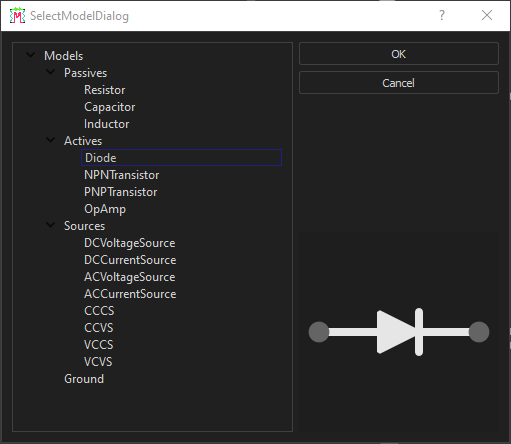 SelectModelDialog
Models
Passives
Resistor
Capacitor
Inductor
Actives
Diode
NPNTransistor
PNPTransistor
OpAmp
Sources
DCVoltageSource
DCCurrentSource
ACVoltageSource
ACCurrentSource
CCCS
CCVS
VCCS
VCVS
Ground
OK
Cancel